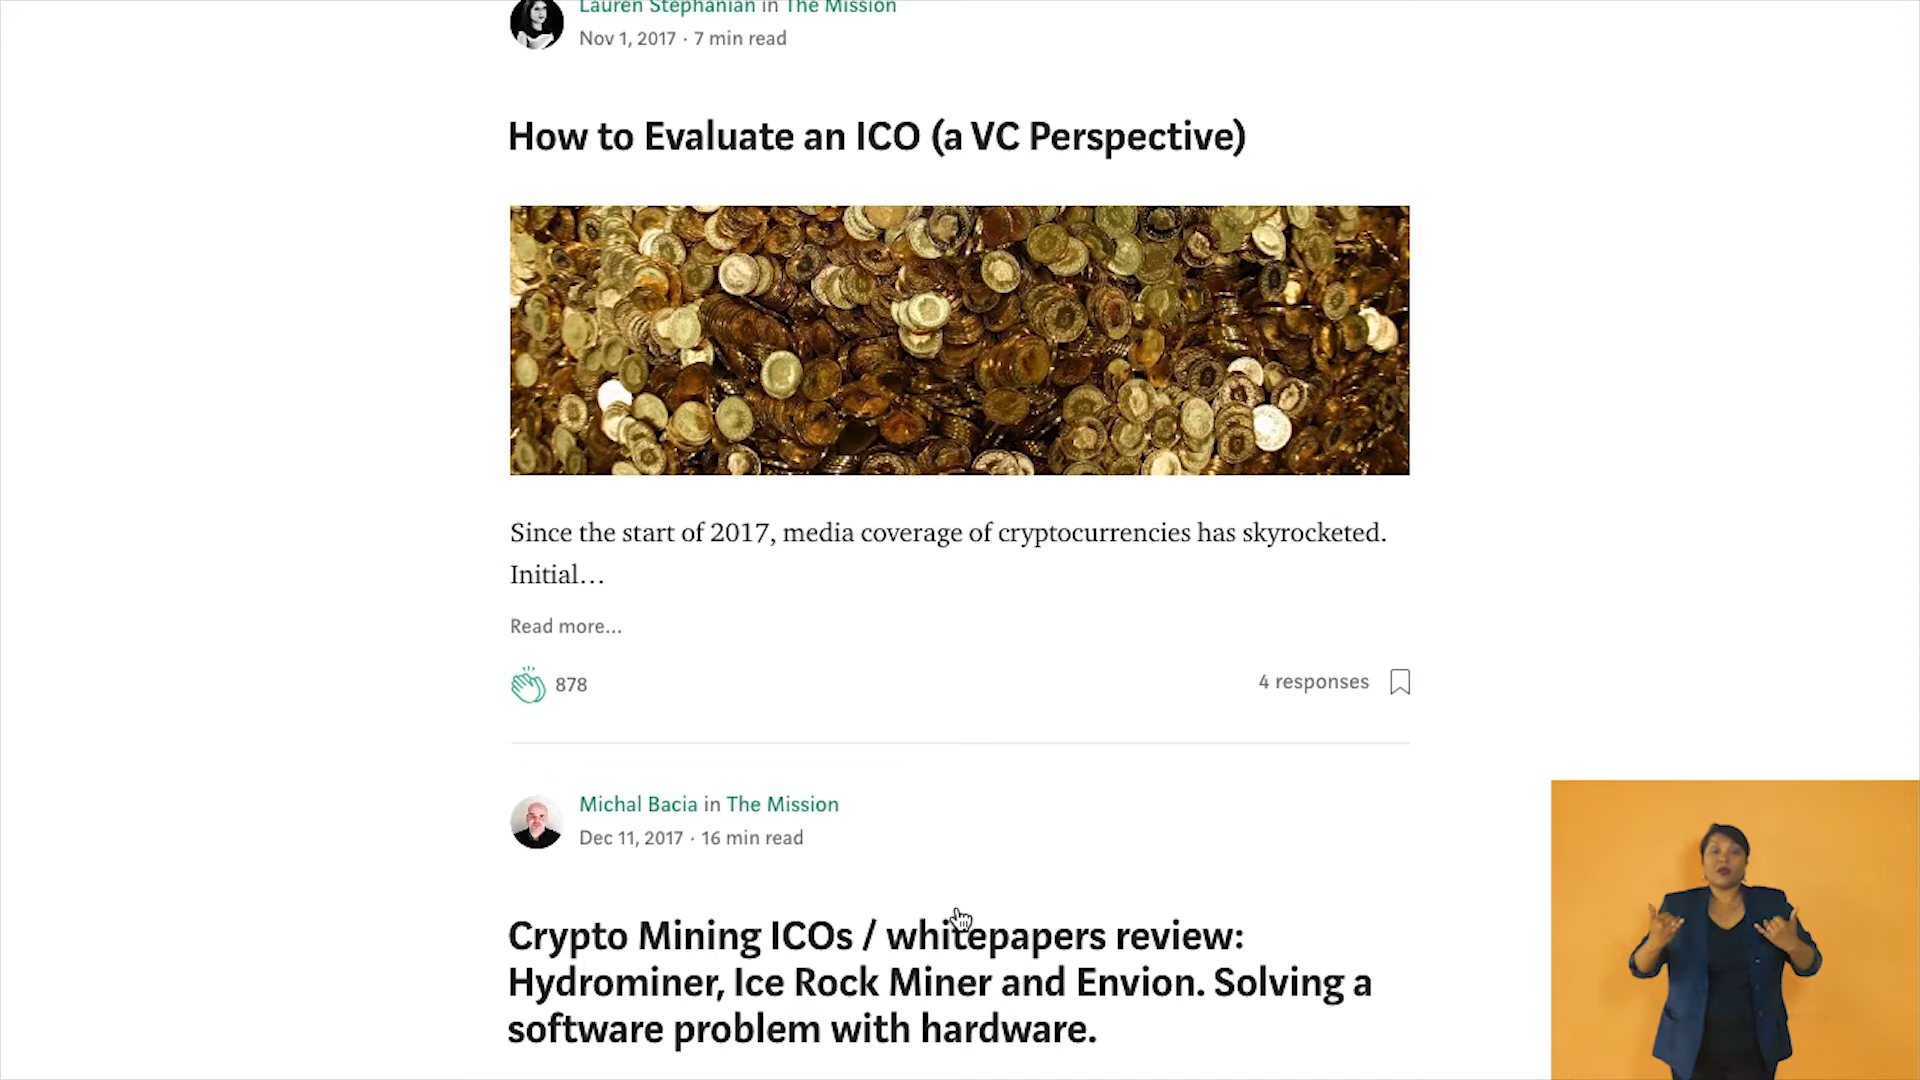 Lauren Stephanian in The Mission
Nov 1, 2017 · 7 min read
How to Evaluate an ICO (a VC Perspective)
Since the start of 2017, media coverage of cryptocurrencies has skyrocketed.
Initial…
Read more…
878
4 responses
Michal Bacia in The Mission
Dec 11, 2017 · 16 min read
Crypto Mining ICOs / whitepapers review:
Hydrominer, Ice Rock Miner and Envion. Solving a
software problem with hardware.